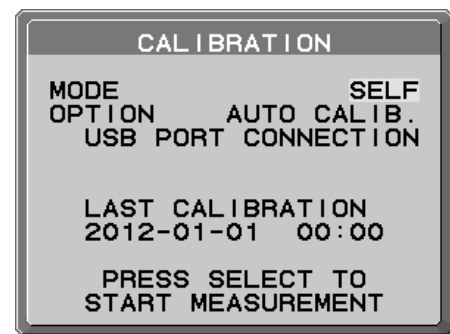 CALIBRATION
MODE SELF
OPTION AUTO CALIB.
USB PORT CONNECTION
LAST CALIBRATION
2012-01-01 00:00
PRESS SELECT TO
START MEASUREMENT